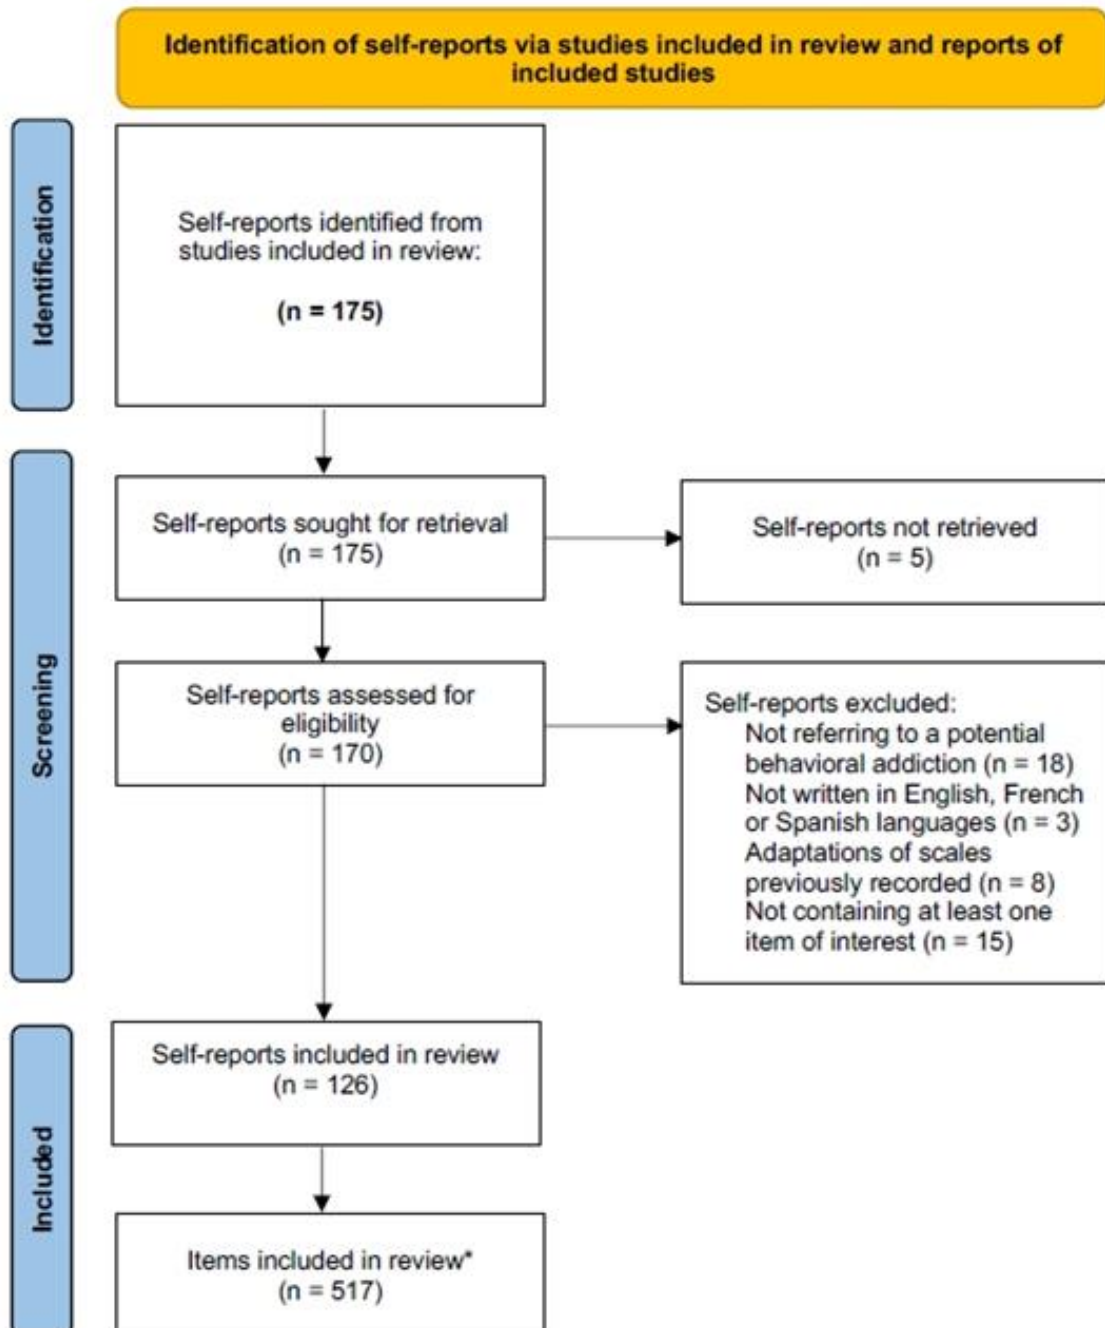 Identification of self-reports via studies included in review and reports of
included studies
Identification
Self-reports identified from
studies included in review:
(n = 175)
Screening
Self-reports sought for retrieval
(n = 175)
Self-reports not retrieved
(n = 5)
Self-reports assessed for
eligibility
(n = 170)
Self-reports excluded:
Not referring to a potential
behavioral addiction (n = 18)
Not written in English, French
or Spanish languages (n = 3)
Adaptations of scales
previously recorded (n = 8)
Not containing at least one
item of interest (n = 15)
Included
Self-reports included in review
(n = 126)
Items included in review*
(n = 517)